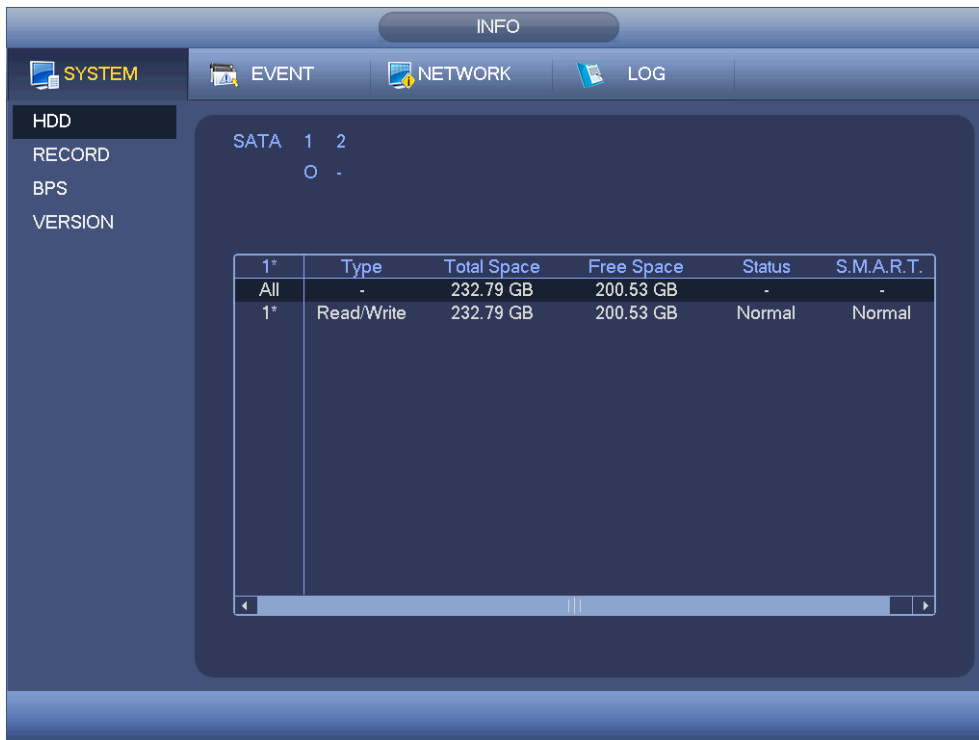 INFO
SYSTEM EVENT NETWORK LOG
HDD
RECORD
BPS
VERSION
SATA 1 2
O -
1* Type Total Space Free Space Status S.M.A.R.T.
All - 232.79 GB 200.53 GB - -
1* Read/Write 232.79 GB 200.53 GB Normal Normal